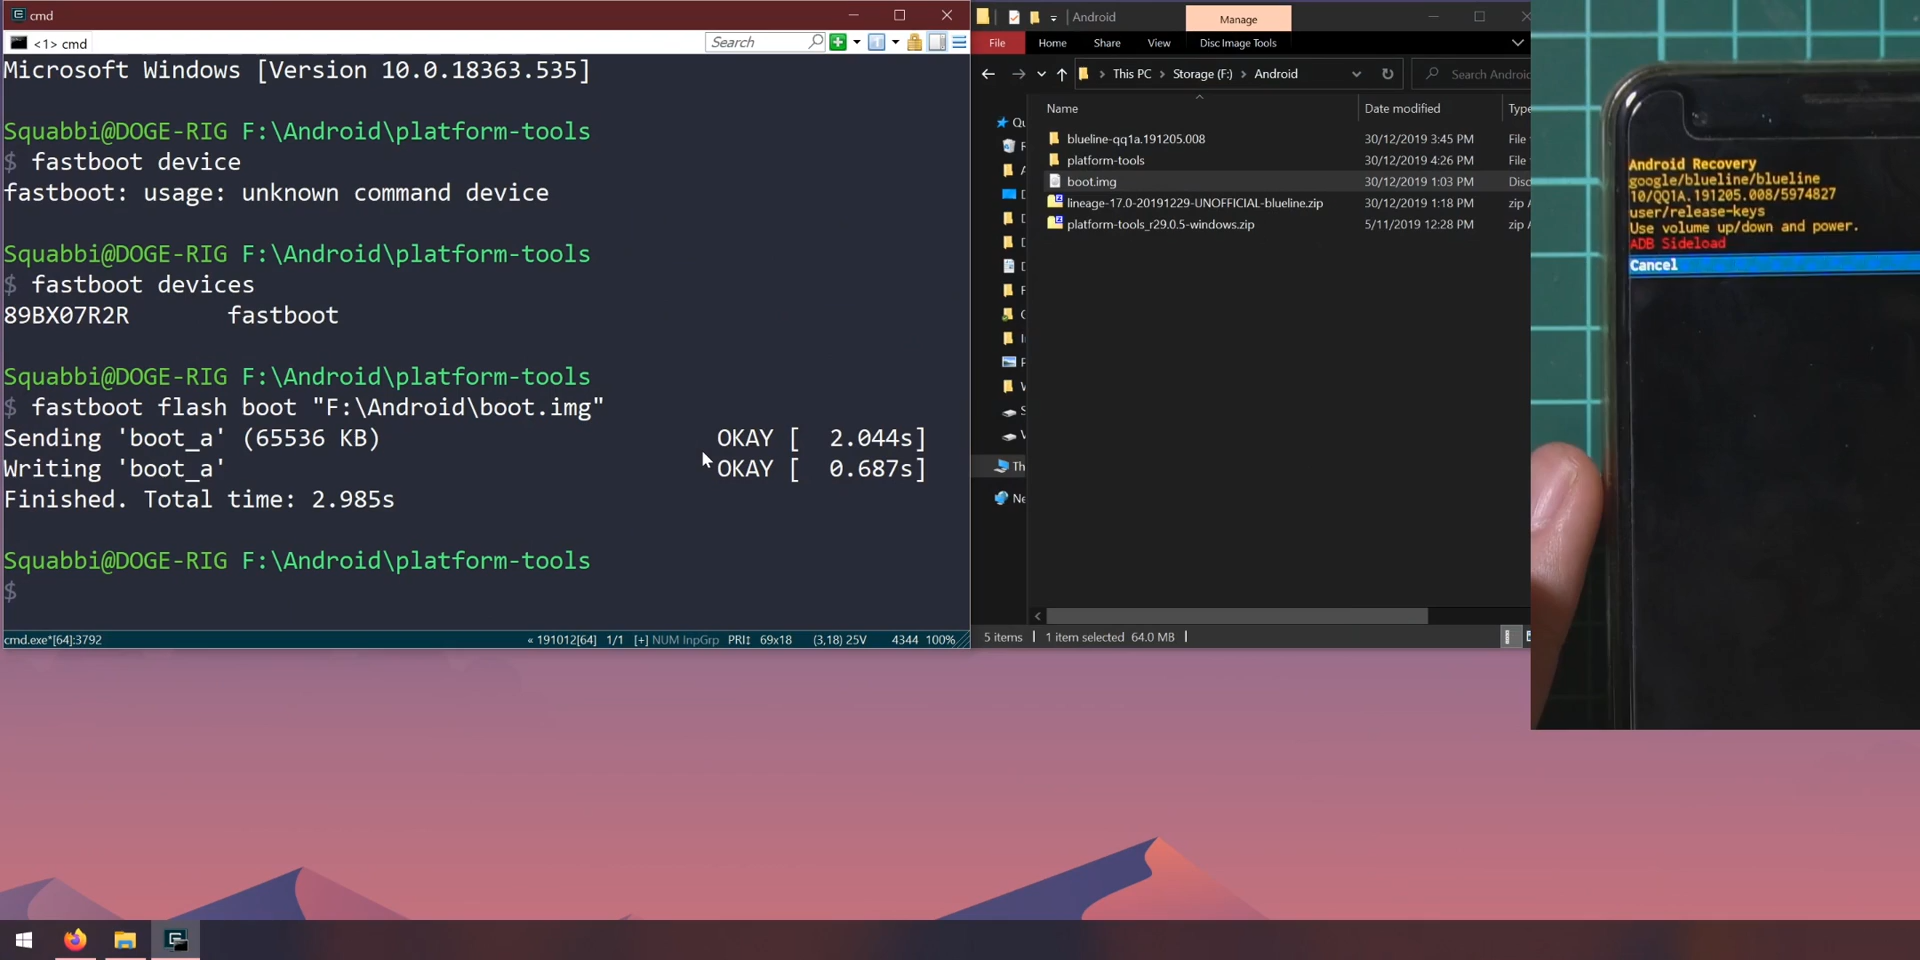 cmd
<1> cmd
Search
Microsoft Windows [Version 10.0.18363.535]
Squabbi@DOGE-RIG F:\Android\platform-tools
$ fastboot device
fastboot: usage: unknown command device
Squabbi@DOGE-RIG F:\Android\platform-tools
$ fastboot devices
89BX07R2R fastboot
Squabbi@DOGE-RIG F:\Android\platform-tools
$ fastboot flash boot "F:\Android\boot.img"
Sending 'boot_a' (65536 KB) OKAY [ 2.044s]
Writing 'boot_a' OKAY [ 0.687s]
Finished. Total time: 2.985s
Squabbi@DOGE-RIG F:\Android\platform-tools
$
cmd.exe*[64]:3792 « 191012[64] 1/1 [+] NUM InpGrp PRI↕ 69x18 (3,18) 25V 4344 100%
Android
Manage
File Home Share View Disc Image Tools
This PC > Storage (F:) > Android
Search Android
Name Date modified Type
blueline-qq1a.191205.008 30/12/2019 3:45 PM File
platform-tools 30/12/2019 4:26 PM File
boot.img 30/12/2019 1:03 PM Disc
lineage-17.0-20191229-UNOFFICIAL-blueline.zip 30/12/2019 1:18 PM zip A
platform-tools_r29.0.5-windows.zip 5/11/2019 12:28 PM zip A
Qu
Th
Ne
5 items 1 item selected 64.0 MB
Android Recovery
google/blueline/blueline
10/QQ1A.191205.008/5974827
user/release-keys
Use volume up/down and power.
ADB Sideload
Cancel